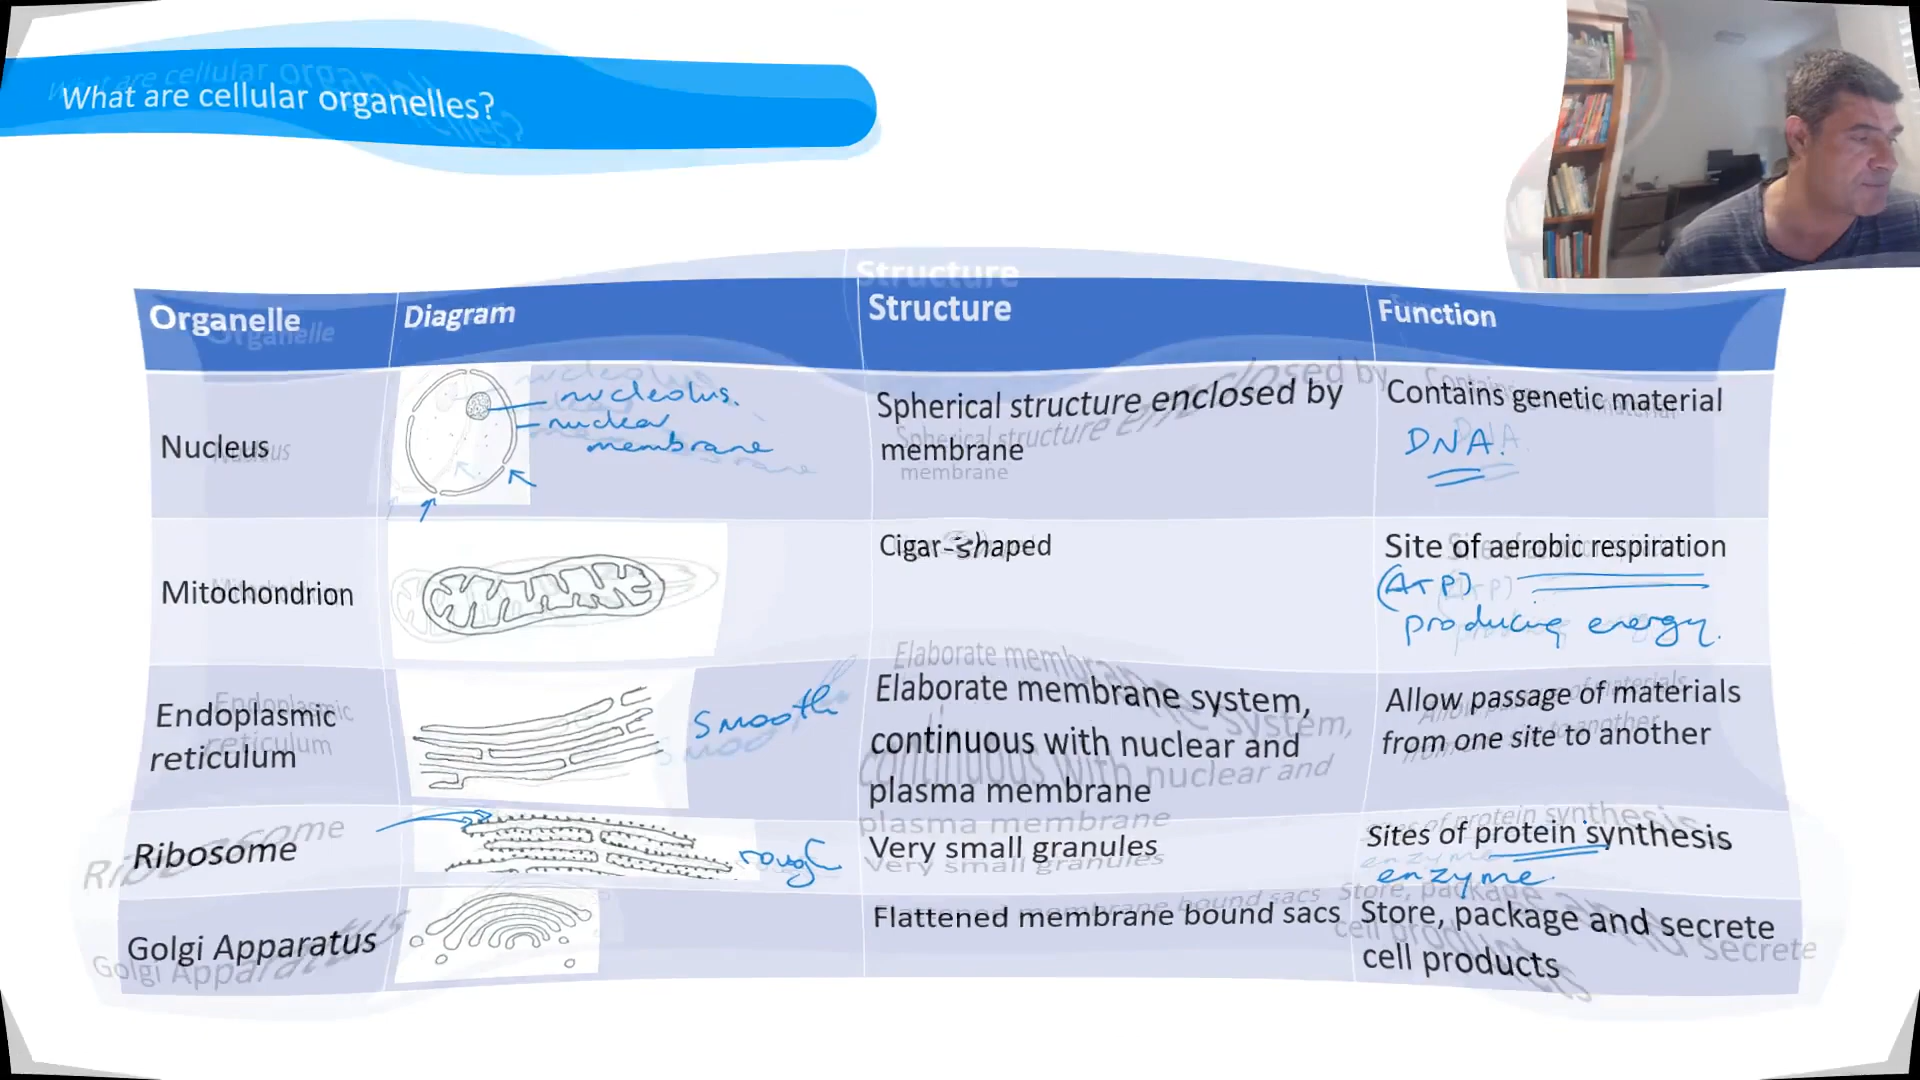 What are cellular organelles?
Organelle Diagram Structure Function
Nucleus
nucleolus.
nuclear
membrane
Spherical structure enclosed by
membrane
Contains genetic material
DNA.
Mitochondrion
Cigar-shaped
Site of aerobic respiration
(ATP)
producing energy.
Endoplasmic
reticulum
Smooth
Elaborate membrane system,
continuous with nuclear and
plasma membrane
Allow passage of materials
from one site to another
Ribosome
rough
Very small granules
Sites of protein synthesis
enzyme.
Golgi Apparatus
Flattened membrane bound sacs
Store, package and secrete
cell products